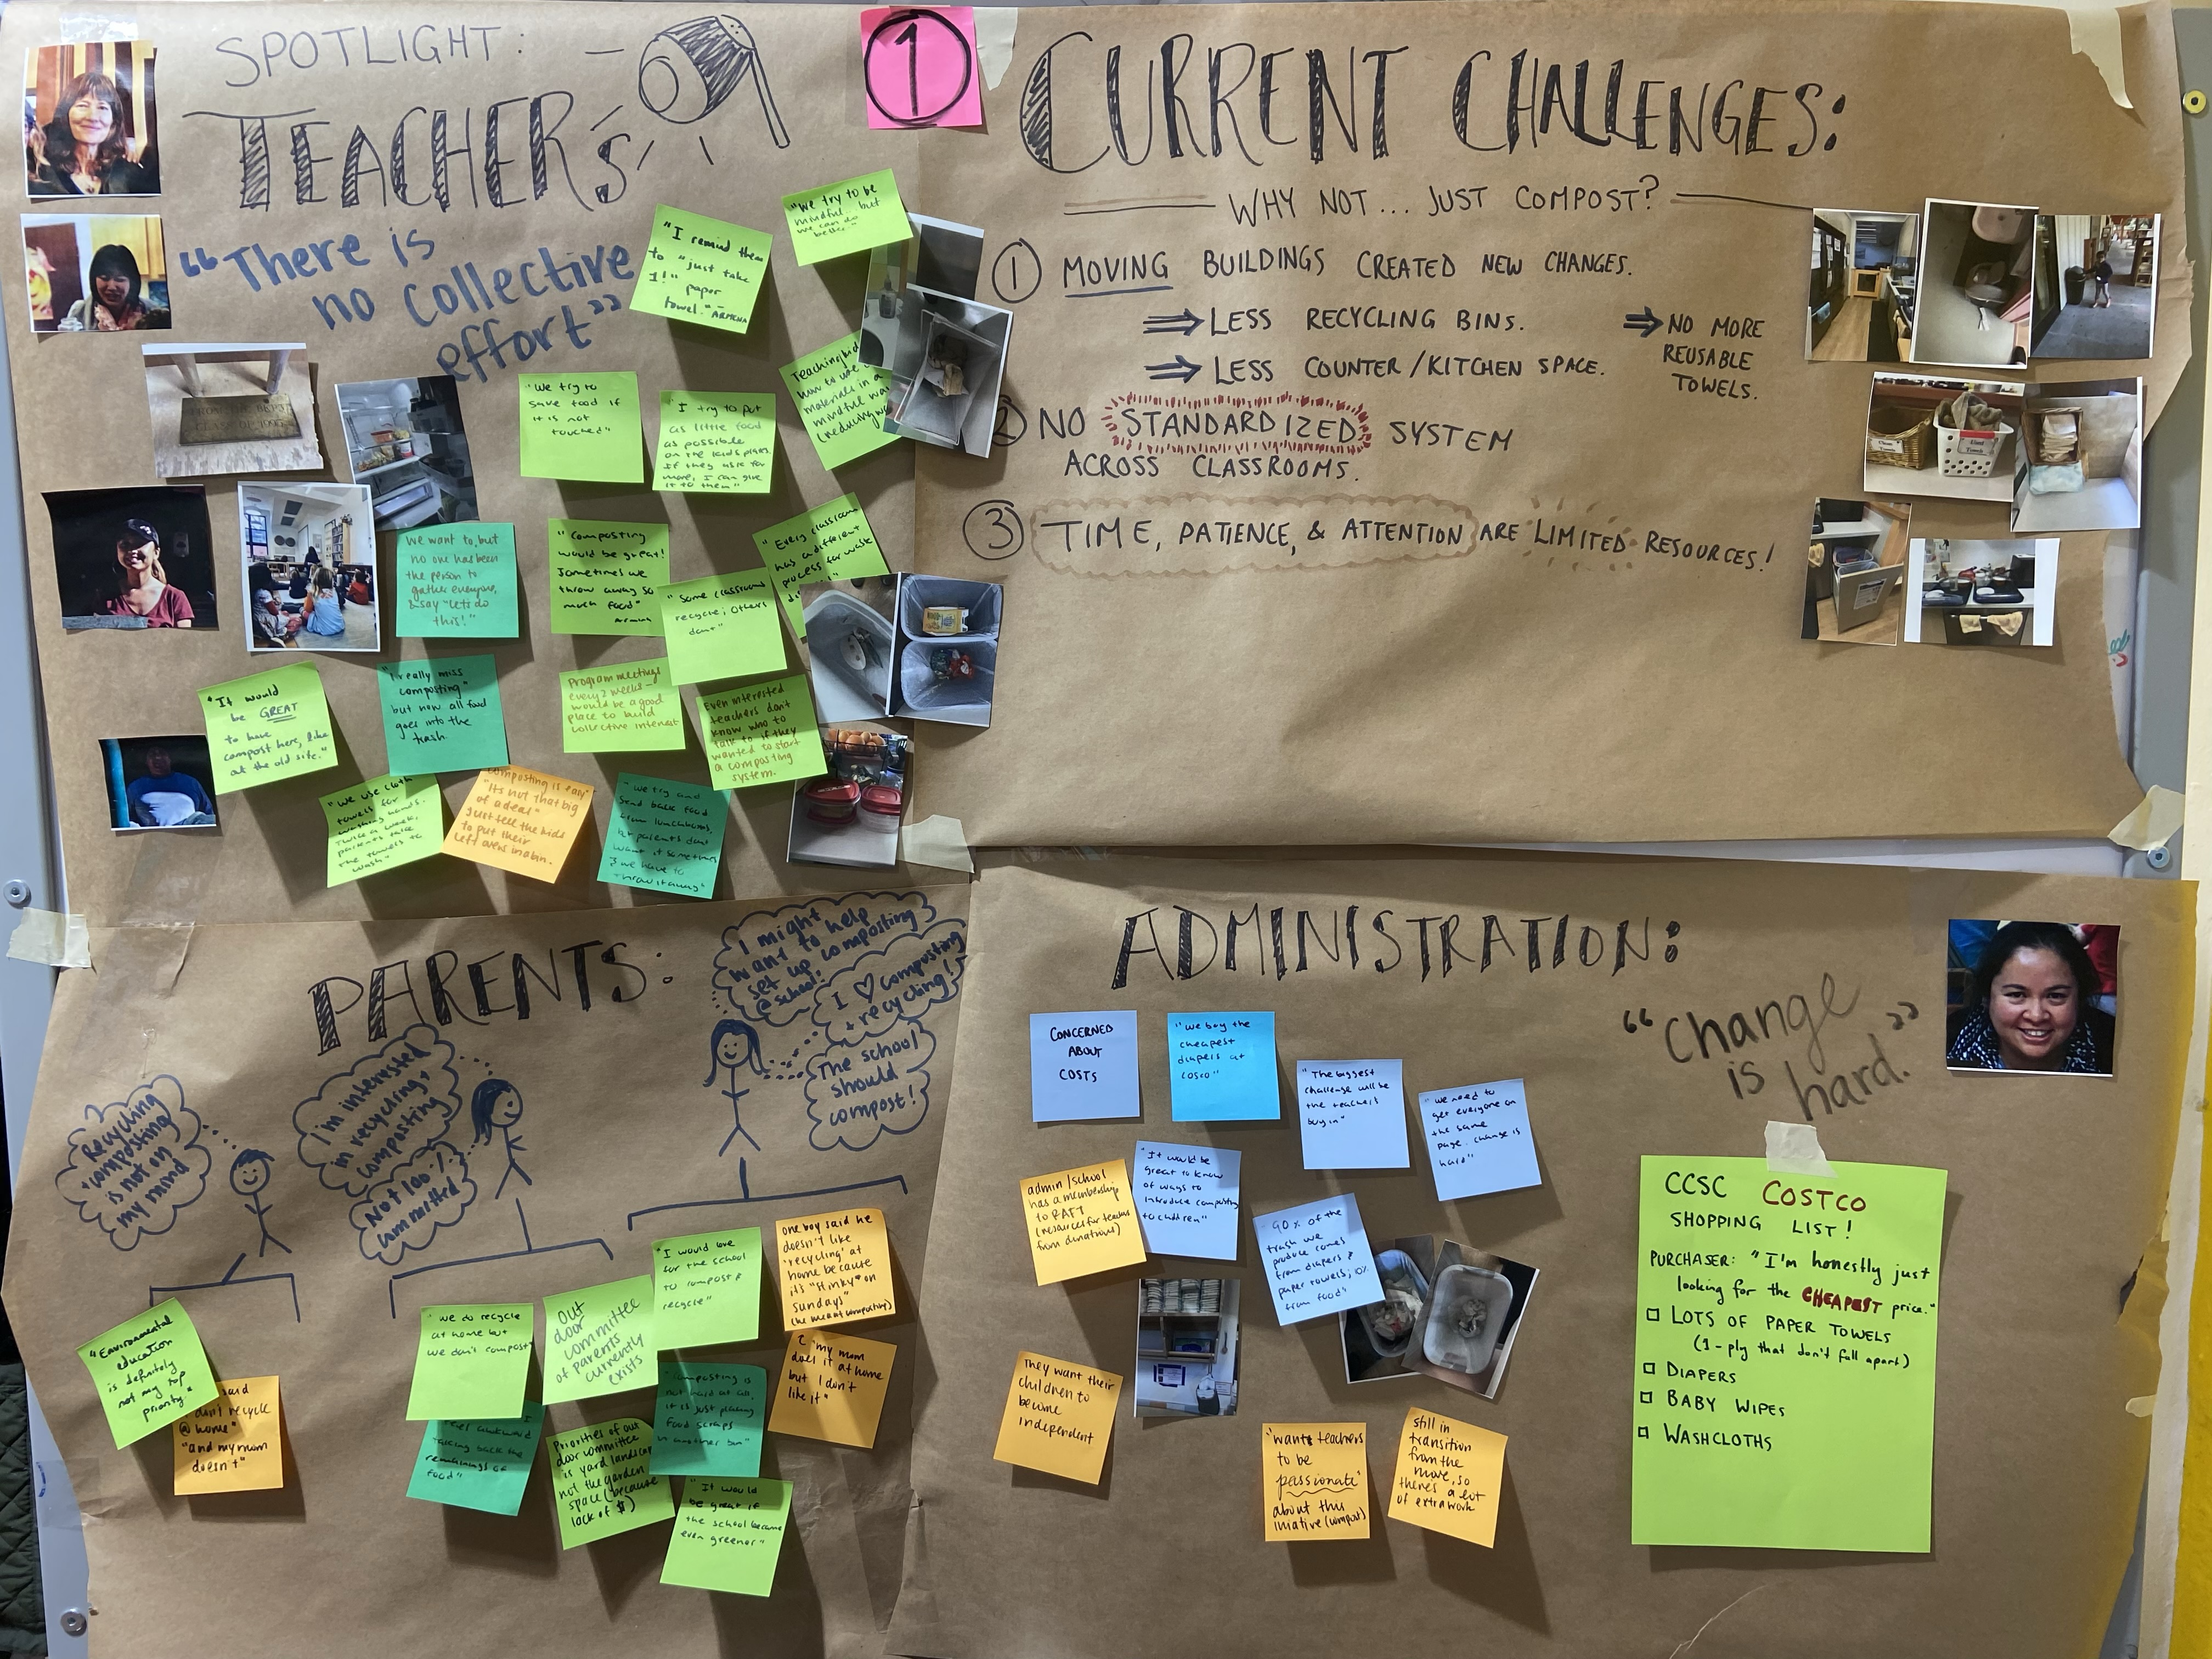 SPOTLIGHT:
TEACHERS
"There is
no collective
effort"
"I remind them
to "just take
1!" paper
towel." -ARMCHA
"we try to be
mindful but
we can do
better."
"we try to
save food if
it is not
touched"
"I try to put
as little food
as possible
on the kids plates.
If they ask for
more, I can give
it to them"
Teaching kids
how to use
materials in a
mindful way
(reducing
FROM THE
CLASS OF
we want to, but
no one has been
the person to
gather everyone,
& say "let's do
this!"
"composting
would be great!
Sometimes we
throw away so
much food"
"Every classroom
has a different
process for waste
"Some classrooms
recycle; others
don't"
"It would
be GREAT
to have
compost here, like
at the old site."
"I really miss
composting"
but now all food
goes into the
trash
Program meetings
every 2 weeks -
would be a good
place to build
collective interest
Even interested
teachers don't
know who to
talk to if they
wanted to start
a composting
system.
"we use cloth
towels for
washing hands.
Twice a week,
parents take
the towels to
wash"
composting is easy
"It's not that big
of a deal"
Just tell the kids
to put their
left overs in a bin.
- we try and
send back food
from lunchboxes,
but parents don't
want it sometimes
& we have to
throw it away"
1
CURRENT CHALLENGES:
WHY NOT... JUST COMPOST?
① MOVING BUILDINGS CREATED NEW CHANGES.
⇒ LESS RECYCLING BINS.
⇒ LESS COUNTER/KITCHEN SPACE.
⇒ NO MORE
REUSABLE
TOWELS.
② NO STANDARDIZED SYSTEM
ACROSS CLASSROOMS.
③ TIME, PATIENCE, & ATTENTION ARE LIMITED RESOURCES!
PARENTS:
Recycling
+ composting
is not on
my mind
I'm interested
in recycling,
composting
Not 100%
committed
I might
want to help
set up composting
@ school!
I ♡ composting
+ recycling!
The school
should
compost!
"Environmental
education
is definitely
not my top
priority."
said
don't recycle
@ home"
"and my mom
doesn't"
"we do recycle
at home but
we don't compost"
feel awkward
taking back the
remainings of
food"
out
door
committee
of parents
currently
exists
Priorities of out
door committee
is yard landscape
not the garden
space (because
lack of $)
"I would love
for the school
to compost &
recycle"
"composting is
not hard at all,
it is just placing
food scraps
in another bin"
"It would
be great if
the school became
even greener"
one boy said he
doesn't like
'recycling' at
home because
it's "stinky" on
sundays"
(he meant composting)
"my mom
does it at home
but I don't
like it"
ADMINISTRATION:
"Change
is hard."
CONCERNED
ABOUT
COSTS
"we buy the
cheapest
diapers at
cosco"
"The biggest
challenge will be
the teachers
buy in"
"we need to
get everyone on
the same
page. change is
hard"
admin/school
has a membership
to RAFT
(resources for teachers
from donations)
"It would be
great to know
of ways to
introduce composting
to children"
90% of the
trash we
produce comes
from diapers &
paper towels; 10%
from food"
They want their
children to
become
independent
"wants teachers
to be
passionate"
about this
iniative (compost)
still in
transition
from the
move, so
there's a lot
of extra work
CCSC COSTCO
SHOPPING LIST!
PURCHASER: "I'm honestly just
looking for the CHEAPEST price."
□ LOTS OF PAPER TOWELS
(1-ply that don't fall apart)
□ DIAPERS
□ BABY WIPES
□ WASHCLOTHS